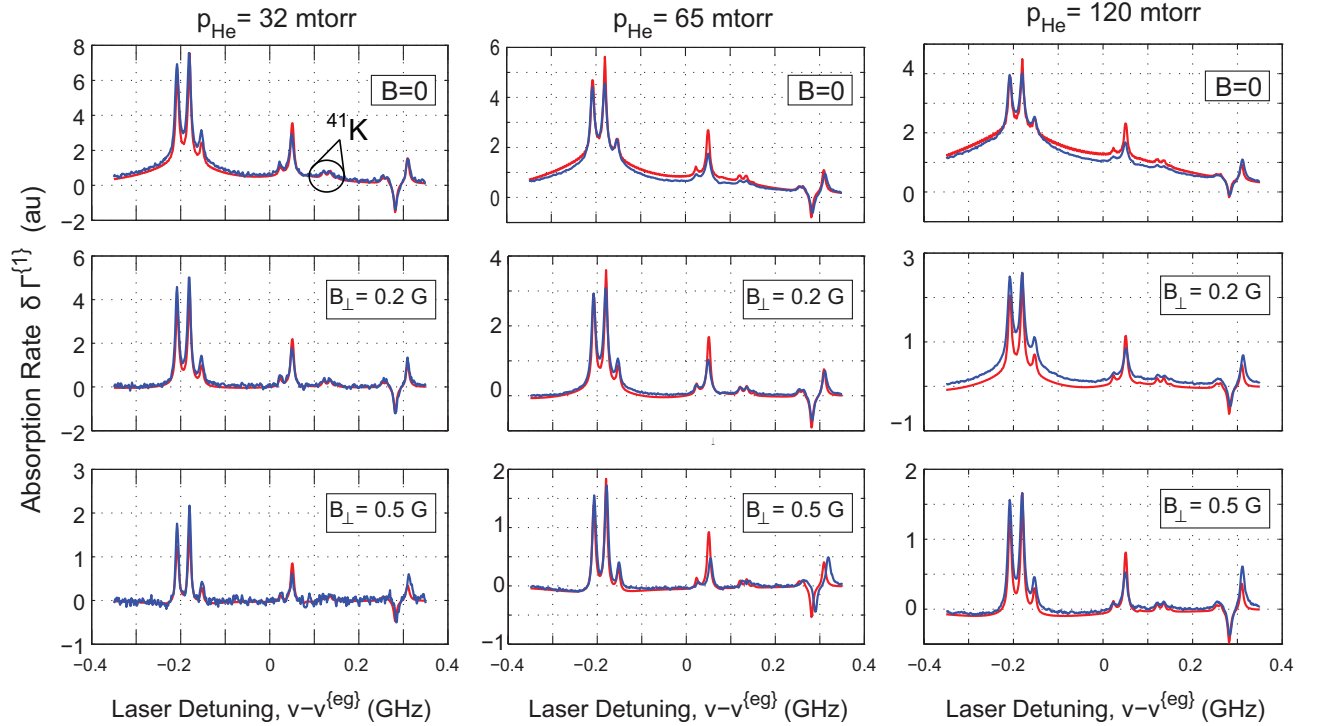 p_He = 32 mtorr
p_He = 65 mtorr
p_He = 120 mtorr
Absorption Rate δ Γ^{1} (au)
8
6
4
2
0
−2
B=0
41K
6
4
2
0
B=0
4
2
0
B=0
6
4
2
0
−2
B⊥ = 0.2 G
4
2
0
B⊥ = 0.2 G
3
1
−1
B⊥ = 0.2 G
3
2
1
0
−1
B⊥ = 0.5 G
2
1
0
−1
B⊥ = 0.5 G
2
1
0
B⊥ = 0.5 G
−0.4 −0.2 0 0.2 0.4
−0.4 −0.2 0 0.2 0.4
−0.4 −0.2 0 0.2 0.4
Laser Detuning, ν−ν^{eg} (GHz)
Laser Detuning, ν−ν^{eg} (GHz)
Laser Detuning, ν−ν^{eg} (GHz)